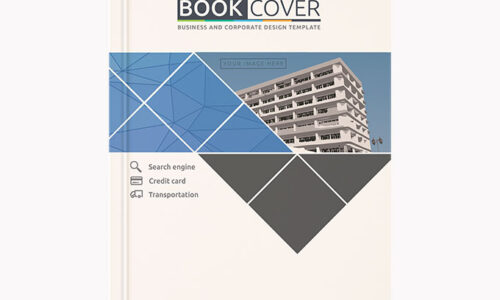 BOOK COVER
BUSINESS AND CORPORATE DESIGN TEMPLATE
YOUR IMAGE HERE
Search engine
Credit card
Transportation